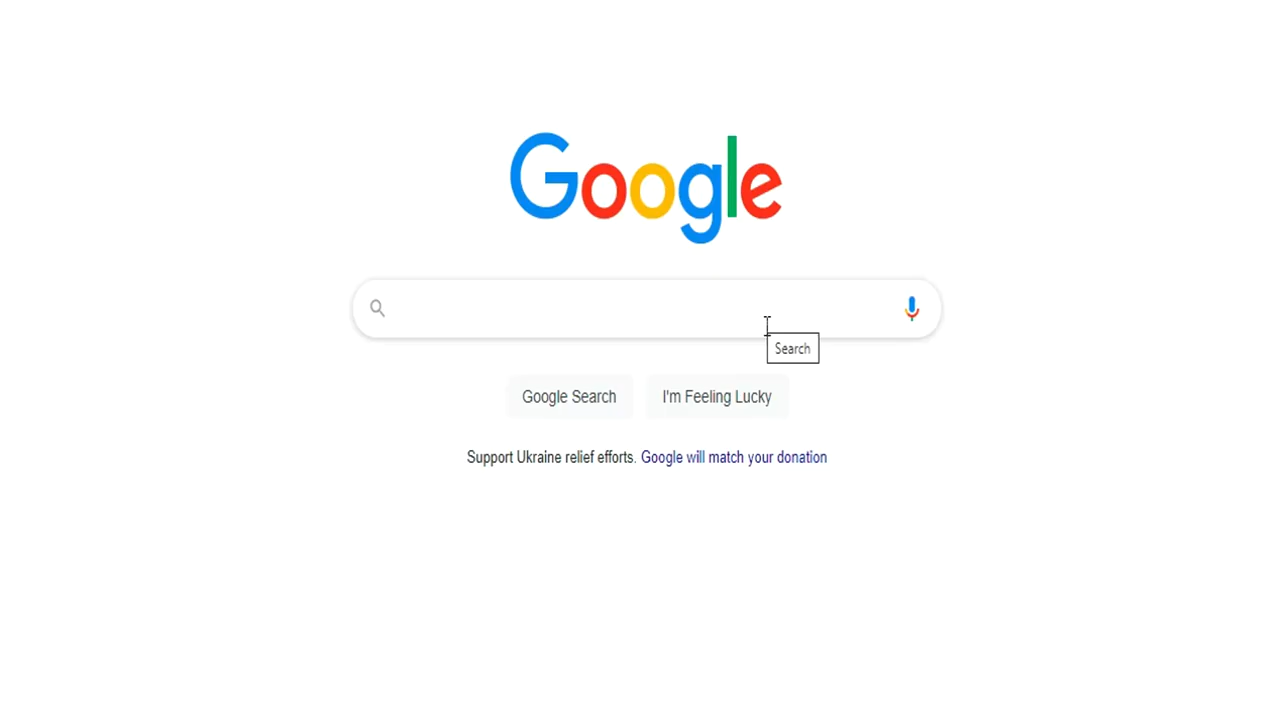 Google
Search
Google Search I'm Feeling Lucky
Support Ukraine relief efforts. Google will match your donation